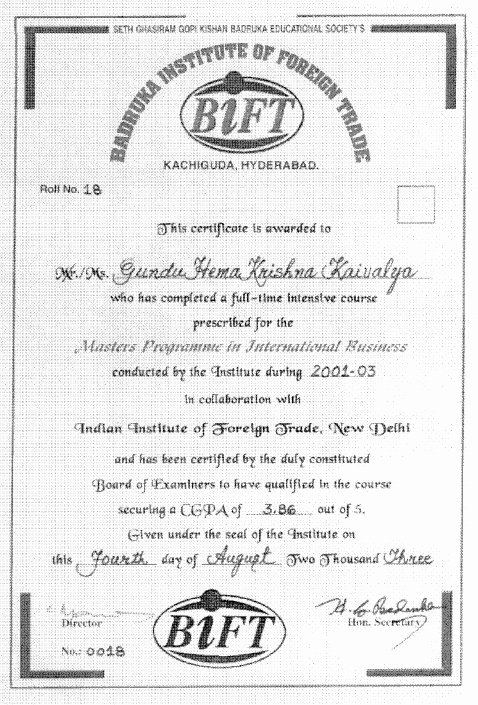 SETH GHASIRAM GOPI KISHAN BADRUKA EDUCATIONAL SOCIETY'S
BADRUKA INSTITUTE OF FOREIGN TRADE
BIFT
KACHIGUDA, HYDERABAD.
Roll No. 18
This certificate is awarded to
Mr./Ms. Gundu Hema Krishna Kaivalya
who has completed a full-time intensive course
prescribed for the
Masters Programme in International Business
conducted by the Institute during 2001-03
in collaboration with
Indian Institute of Foreign Trade, New Delhi
and has been certified by the duly constituted
Board of Examiners to have qualified in the course
securing a CGPA of 3.86 out of 5.
Given under the seal of the Institute on
this Fourth day of August Two Thousand Three
Director
Hon. Secretary
No.: 0018
BIFT